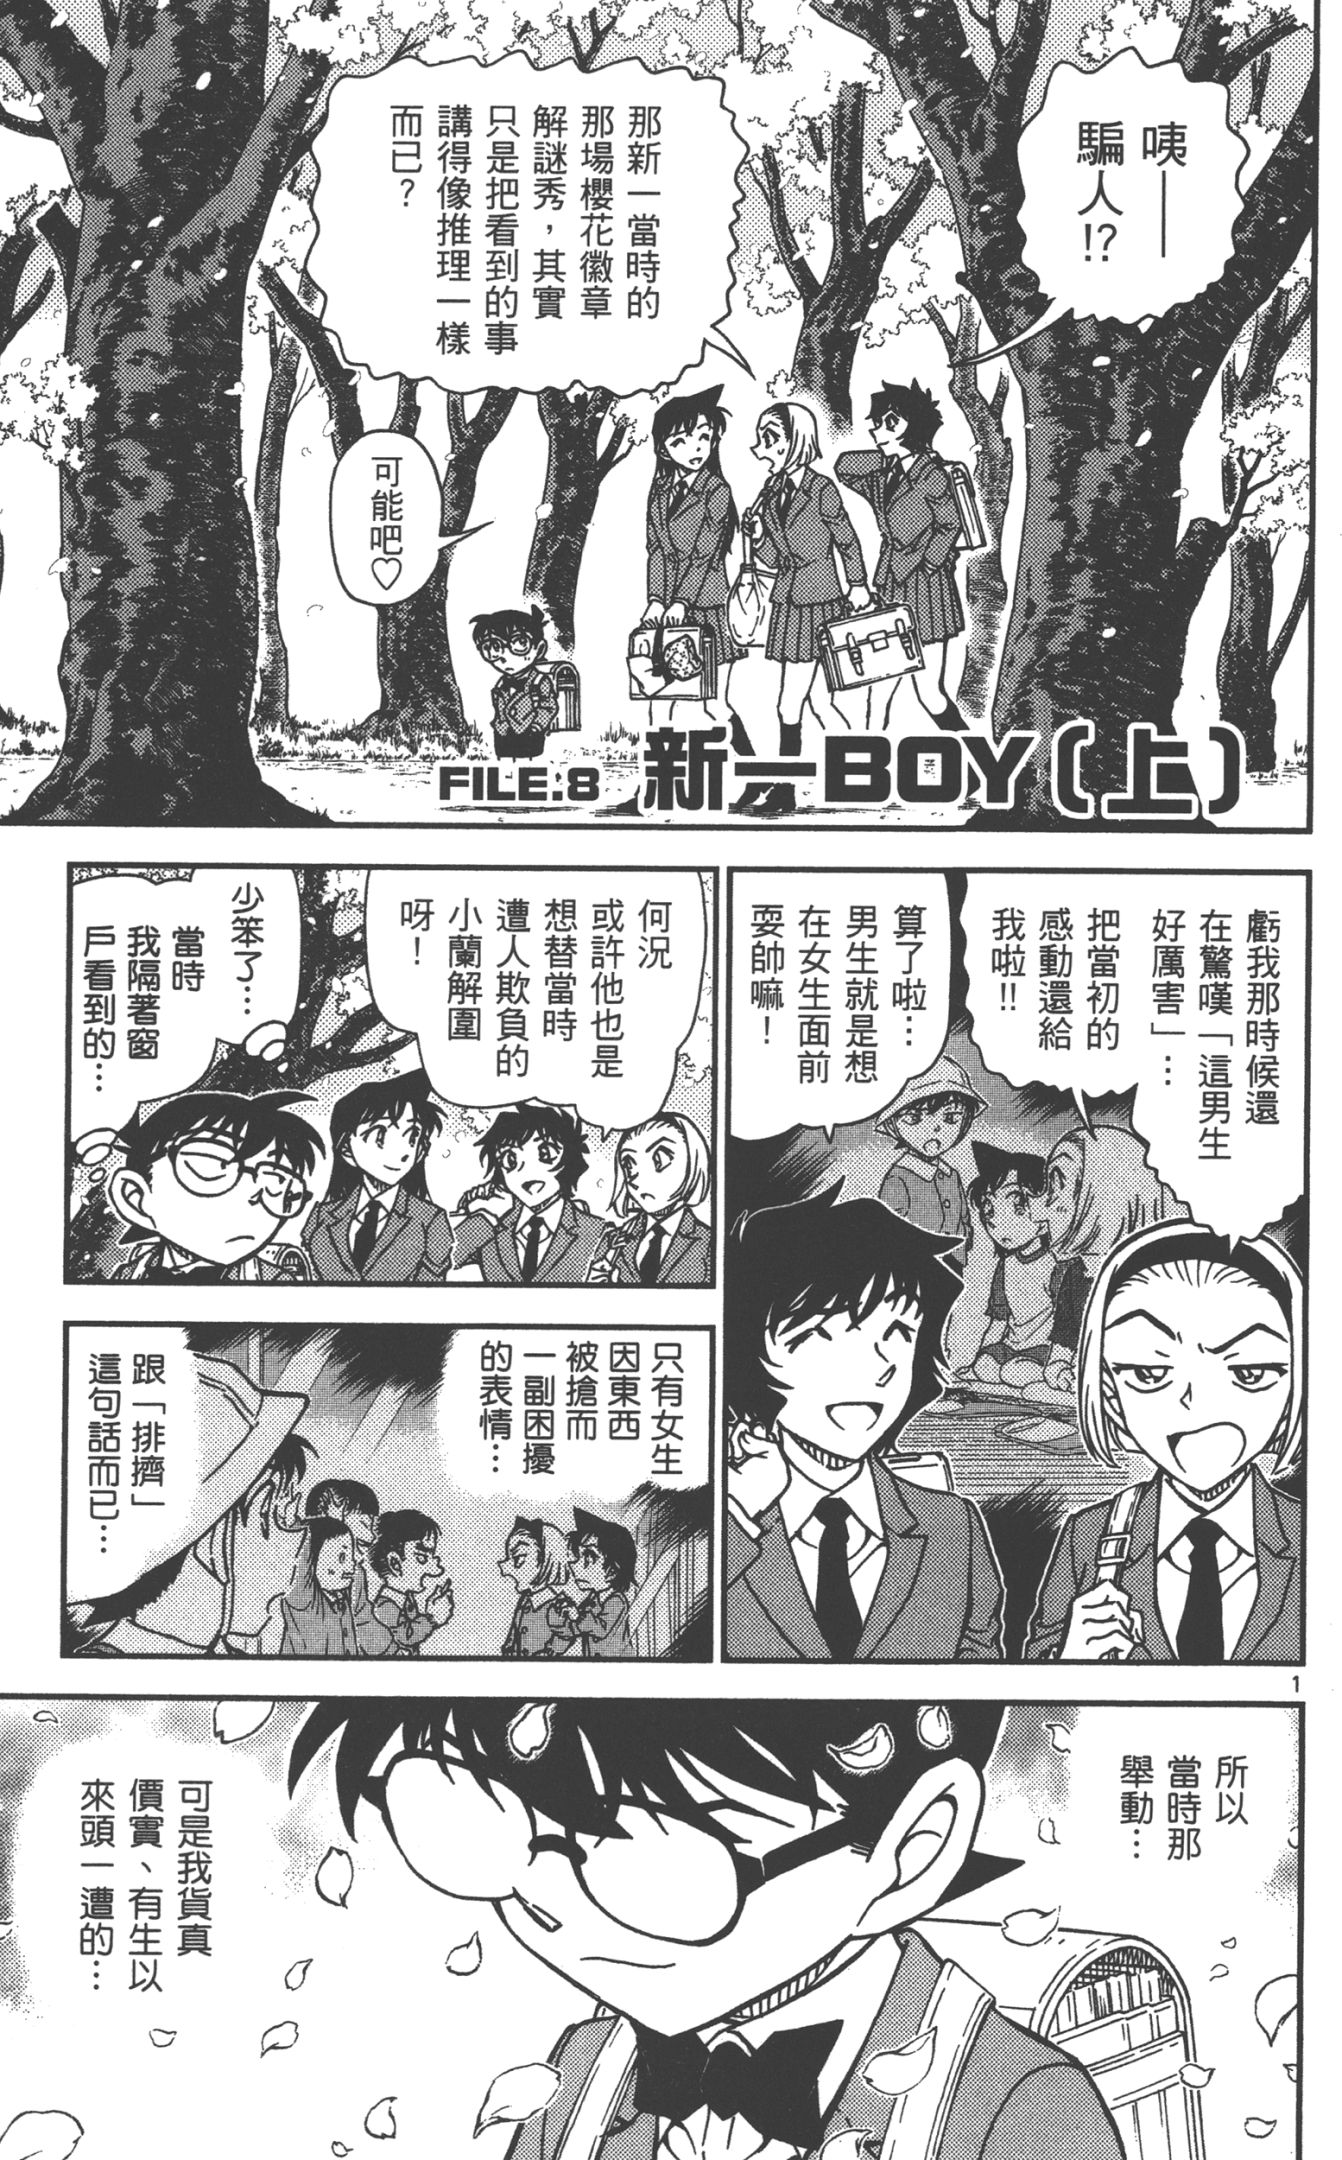 咦──
騙人!?
那新一當時的
那場櫻花徽章
解謎秀，其實
只是把看到的事
講得像推理一樣
而已？
可能吧♡
FILE.8 新一BOY(上)
虧我那時候還
在驚嘆「這男生
好厲害」…
把當初的
感動還給
我啦!!
算了啦…
男生就是想
在女生面前
耍帥嘛！
何況
或許他也是
想替當時
遭人欺負的
小蘭解圍
呀！
少笨了…
當時
我隔著窗
戶看到的…
只有女生
因東西
被搶而
一副困擾
的表情…
跟「排擠」
這句話而已…
1
所以
當時那
舉動…
可是我貨真
價實、有生以
來頭一遭的…